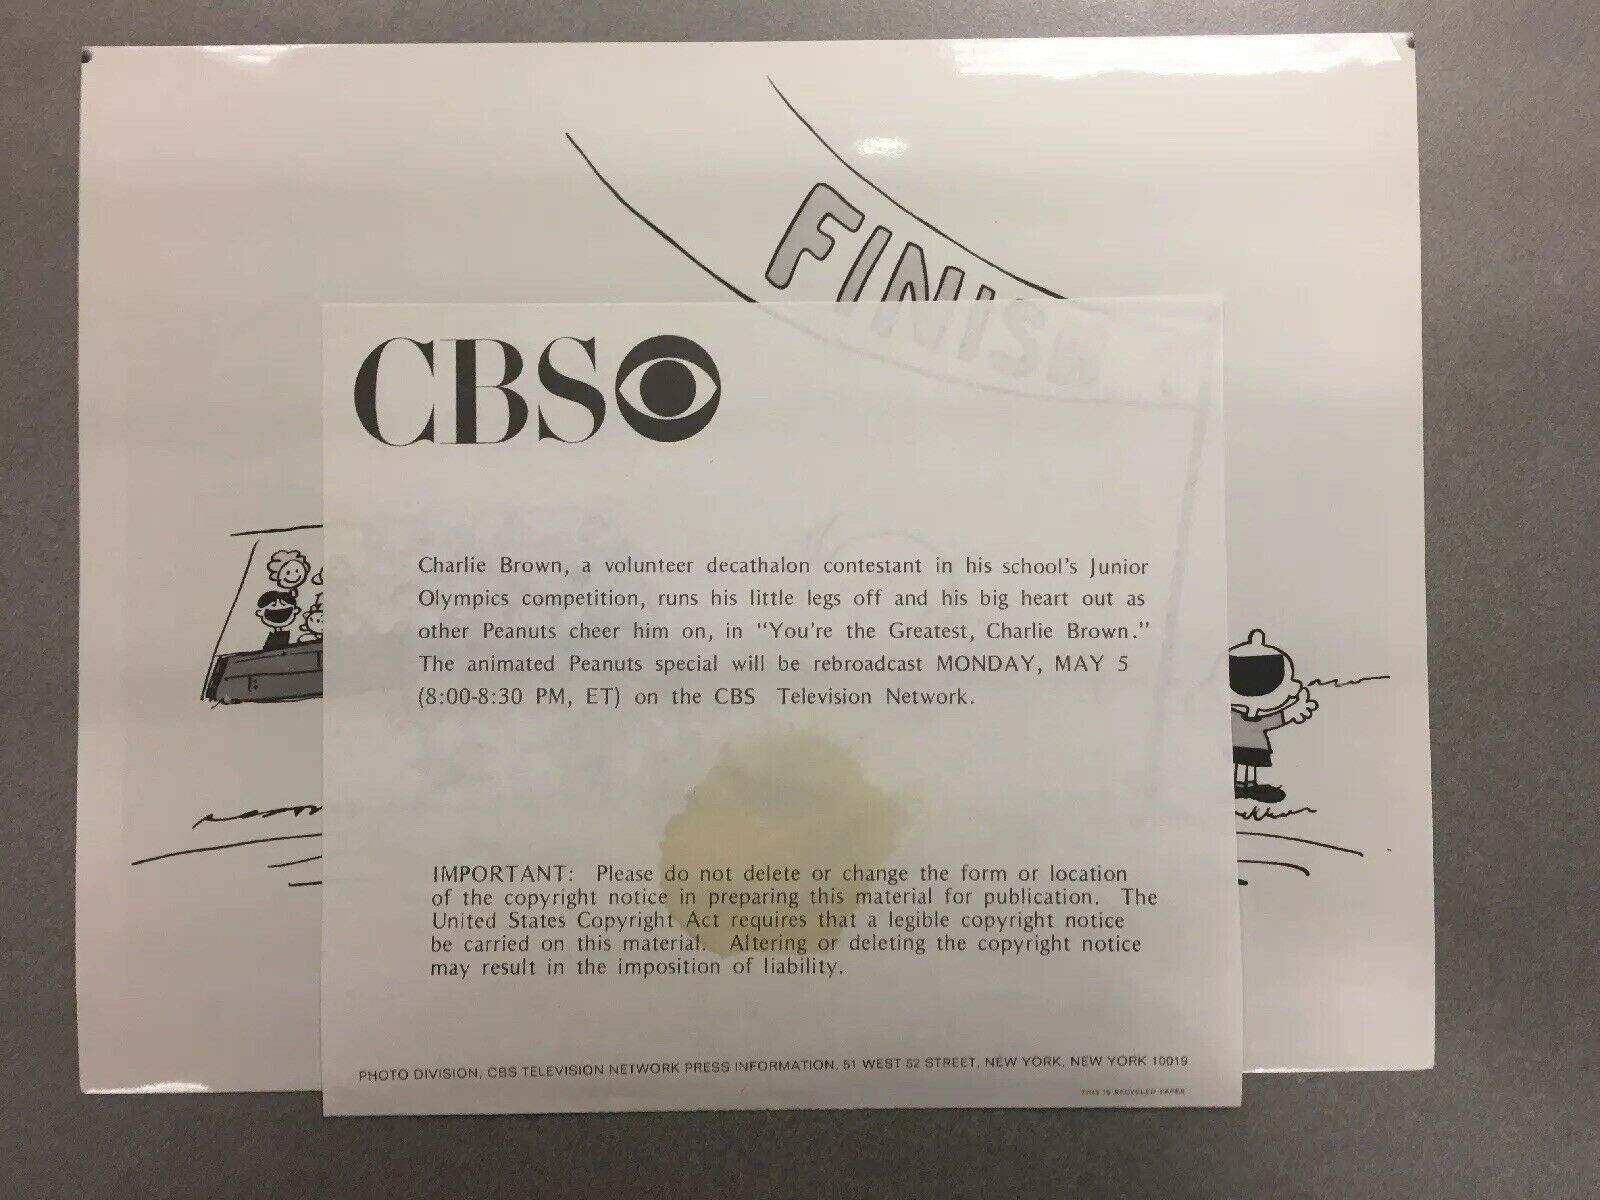 FINISH
CBS
Charlie Brown, a volunteer decathalon contestant in his school's Junior
Olympics competition, runs his little legs off and his big heart out as
other Peanuts cheer him on, in "You're the Greatest, Charlie Brown."
The animated Peanuts special will be rebroadcast MONDAY, MAY 5
(8:00-8:30 PM, ET) on the CBS Television Network.
IMPORTANT: Please do not delete or change the form or location
of the copyright notice in preparing this material for publication. The
United States Copyright Act requires that a legible copyright notice
be carried on this material. Altering or deleting the copyright notice
may result in the imposition of liability.
PHOTO DIVISION, CBS TELEVISION NETWORK PRESS INFORMATION, 51 WEST 52 STREET, NEW YORK, NEW YORK 10019
THIS IS RECYCLED PAPER